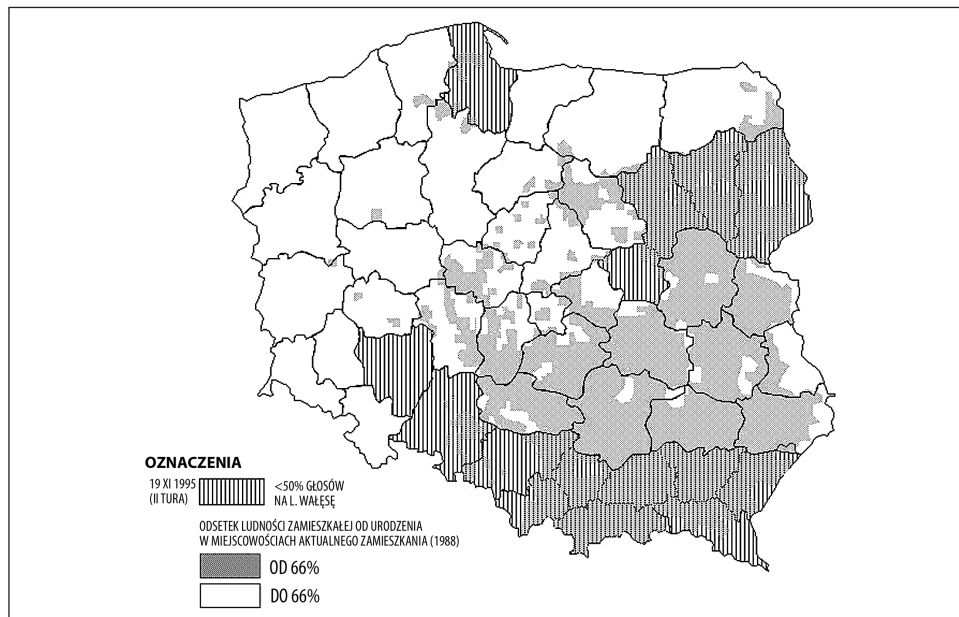 OZNACZENIA
19 XI 1995
(II TURA)
<50% GŁOSÓW
NA L. WAŁĘSĘ
ODSETEK LUDNOŚCI ZAMIESZKAŁEJ OD URODZENIA
W MIEJSCOWOŚCIACH AKTUALNEGO ZAMIESZKANIA (1988)
OD 66%
DO 66%